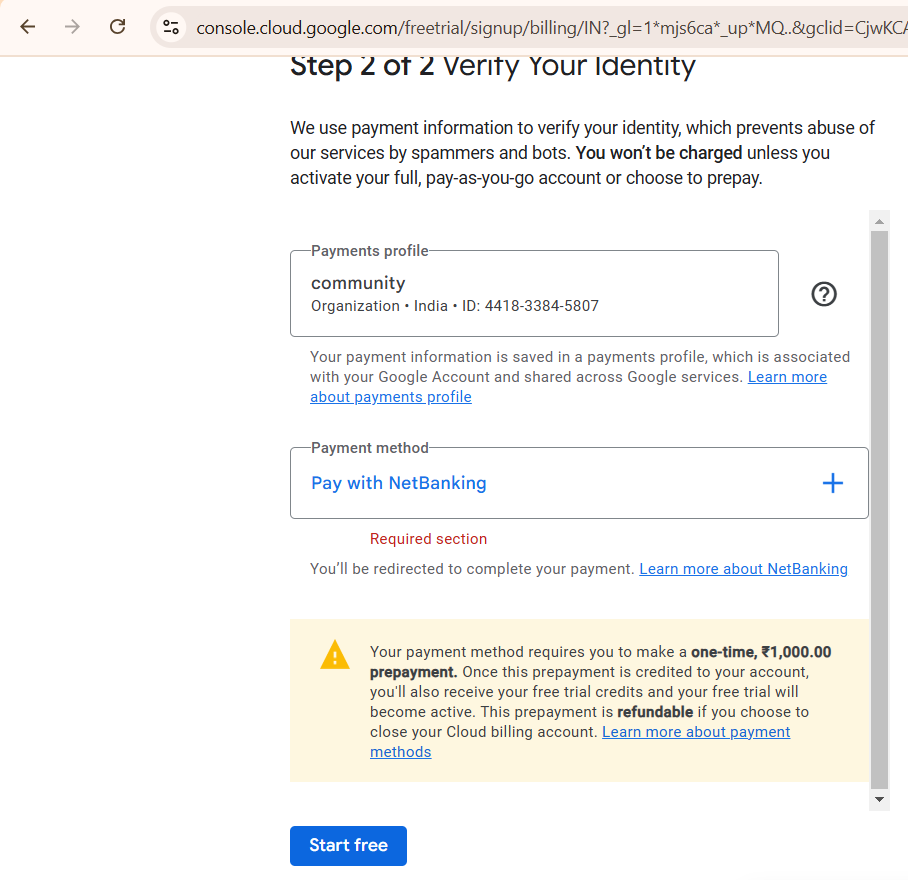 console.cloud.google.com/freetrial/signup/billing/IN?_gl=1*mjs6ca*_up*MQ..&gclid=CjwKCA
Step 2 of 2 Verify Your Identity
We use payment information to verify your identity, which prevents abuse of
our services by spammers and bots. You won't be charged unless you
activate your full, pay-as-you-go account or choose to prepay.
Payments profile
community
Organization • India • ID: 4418-3384-5807
Your payment information is saved in a payments profile, which is associated
with your Google Account and shared across Google services. Learn more
about payments profile
Payment method
Pay with NetBanking
Required section
You'll be redirected to complete your payment. Learn more about NetBanking
Your payment method requires you to make a one-time, ₹1,000.00
prepayment. Once this prepayment is credited to your account,
you'll also receive your free trial credits and your free trial will
become active. This prepayment is refundable if you choose to
close your Cloud billing account. Learn more about payment
methods
Start free